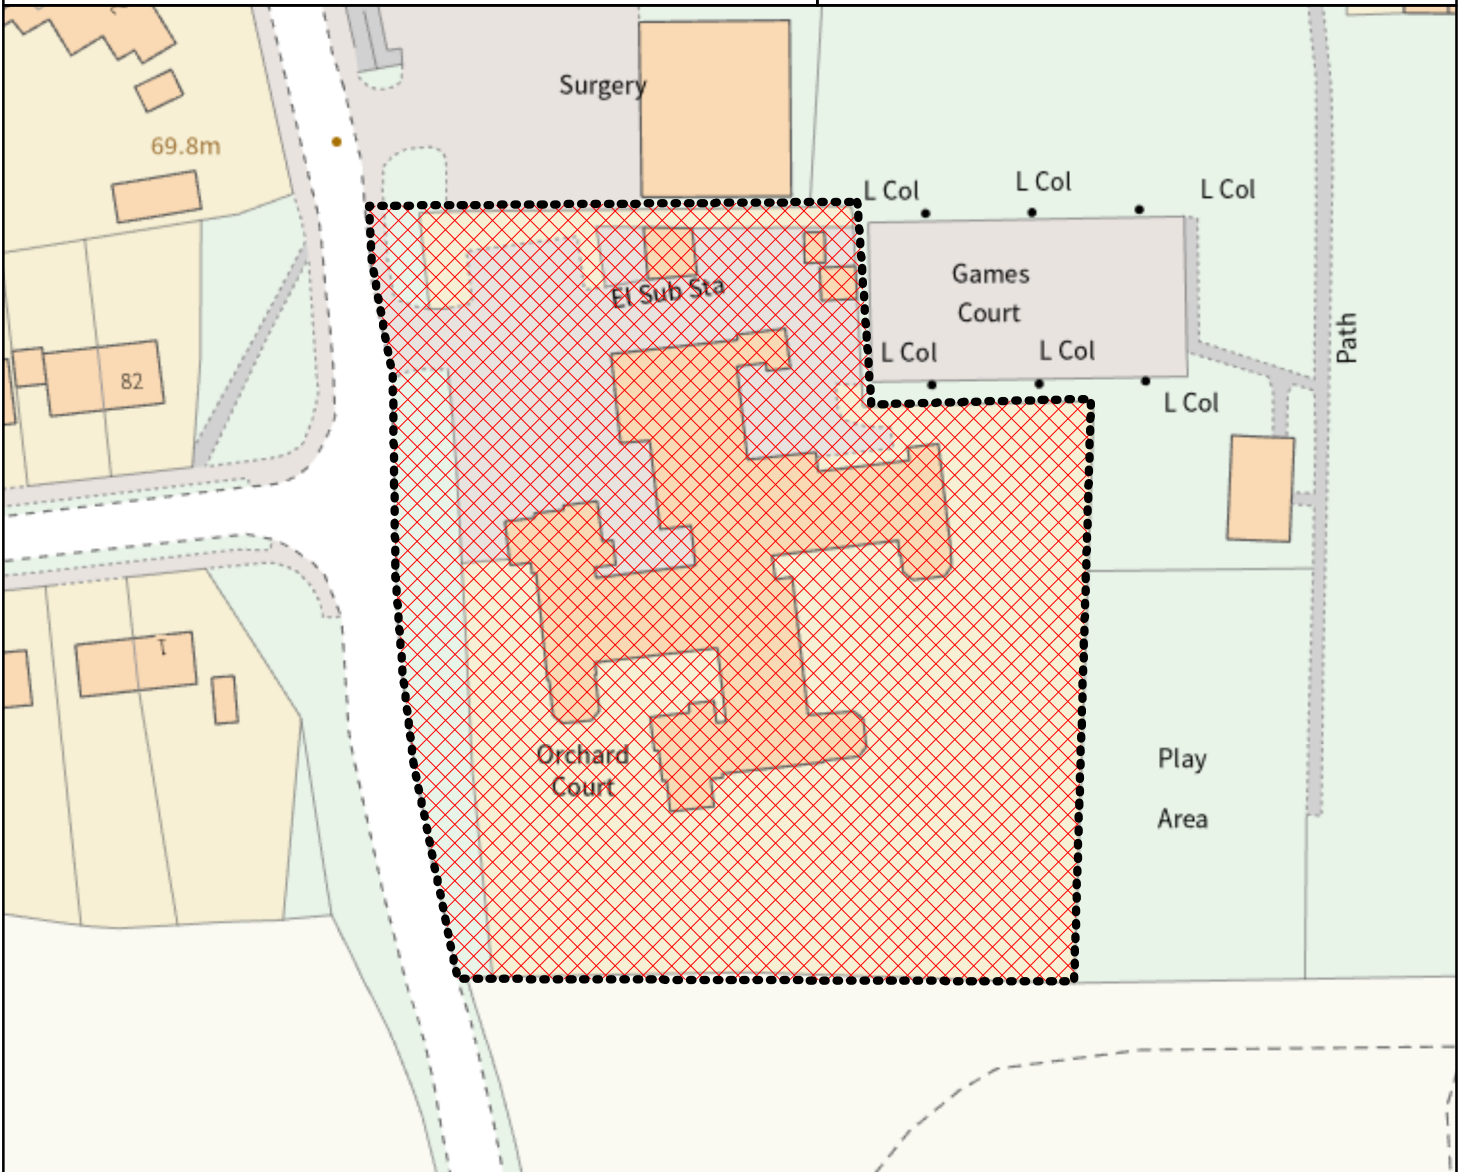 Surgery
69.8m
L Col
L Col
L Col
Games
Court
El Sub Sta
L Col
L Col
Path
82
L Col
Orchard
Court
Play
Area